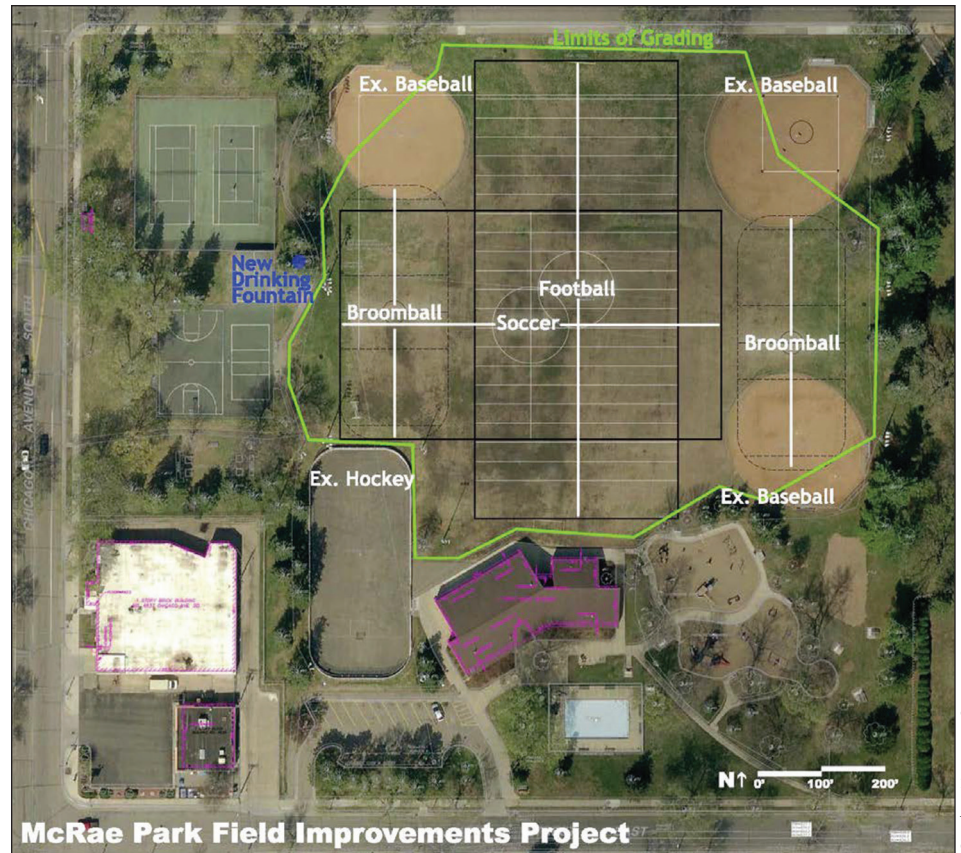 Limits of Grading
Ex. Baseball
Ex. Baseball
New
Drinking
Fountain
Football
Broomball
Soccer
Broomball
CHICAGO AVENUE SOUTH
Ex. Hockey
Ex. Baseball
N↑
0' 100' 200'
McRae Park Field Improvements Project